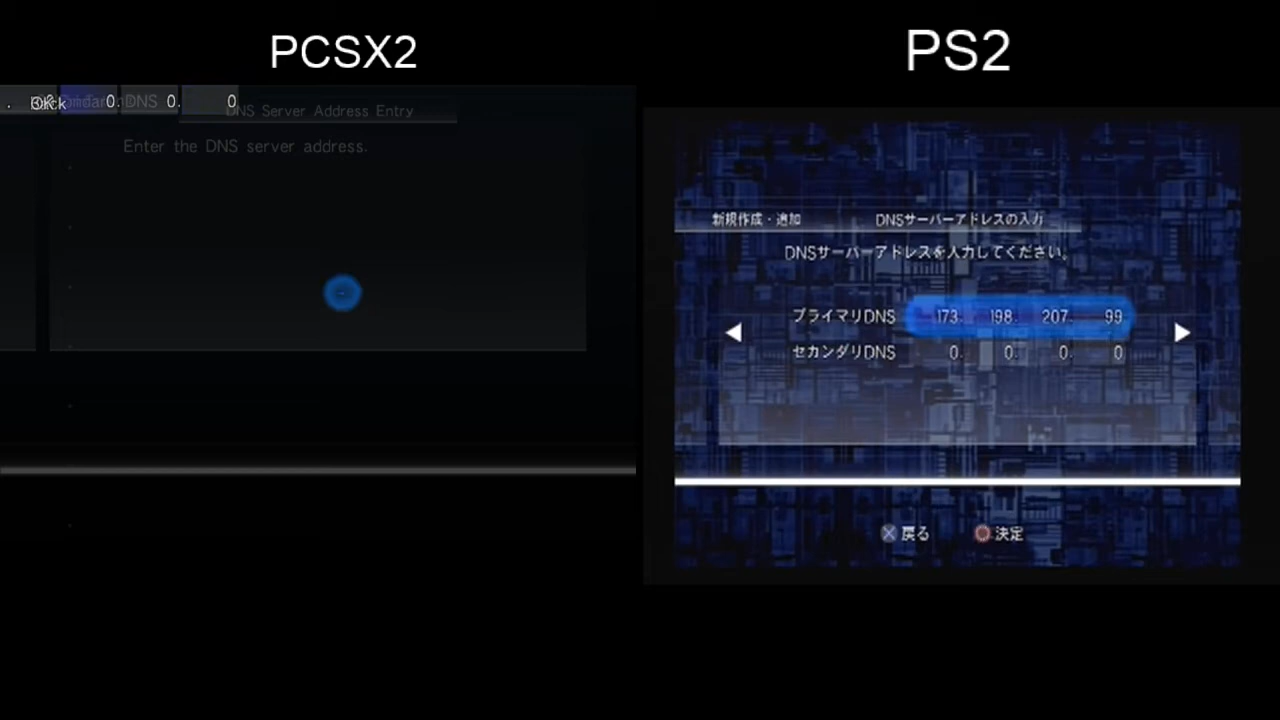 PCSX2
PS2
0. DNS 0. 0
DNS Server Address Entry
Enter the DNS server address.
新規作成・追加 DNSサーバーアドレスの入力
DNSサーバーアドレスを入力してください。
プライマリDNS 173. 198. 207. 99
セカンダリDNS 0. 0. 0. 0
戻る 決定